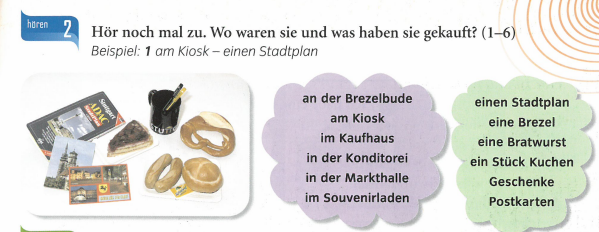 hören 2
Hör noch mal zu. Wo waren sie und was haben sie gekauft? (1–6)
Beispiel: 1 am Kiosk – einen Stadtplan
Stuttgart
ADAC
an der Brezelbude
am Kiosk
im Kaufhaus
in der Konditorei
in der Markthalle
im Souvenirladen
einen Stadtplan
eine Brezel
eine Bratwurst
ein Stück Kuchen
Geschenke
Postkarten